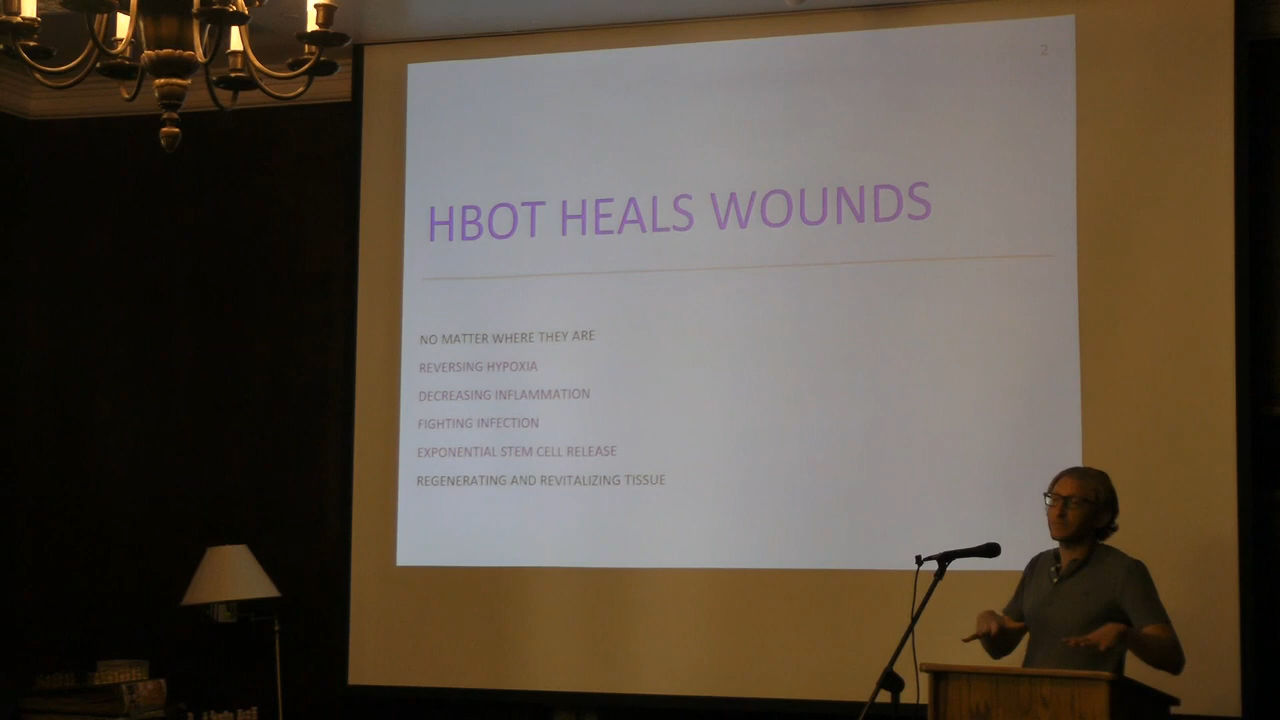 2
HBOT HEALS WOUNDS
NO MATTER WHERE THEY ARE
REVERSING HYPOXIA
DECREASING INFLAMMATION
FIGHTING INFECTION
EXPONENTIAL STEM CELL RELEASE
REGENERATING AND REVITALIZING TISSUE